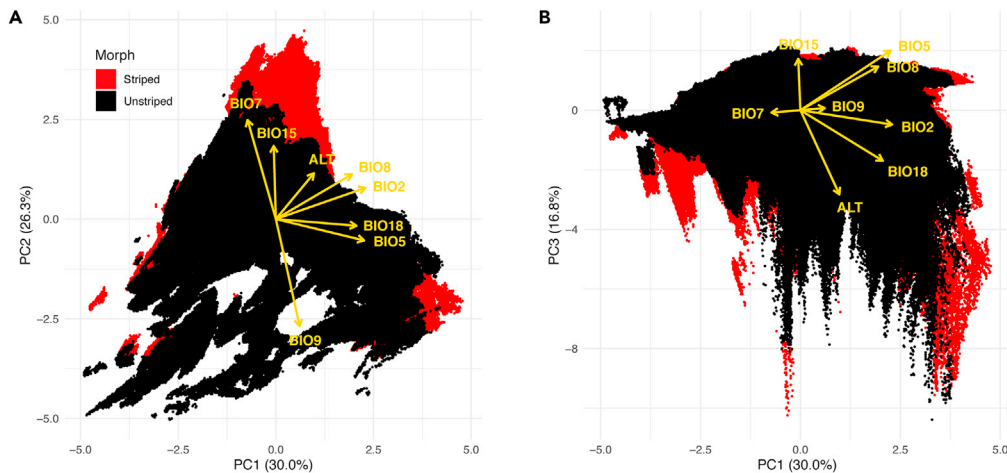 A
5.0
2.5
0.0
−2.5
−5.0
PC2 (26.3%)
Morph
Striped
Unstriped
BIO7
BIO15
ALT
BIO8
BIO2
BIO18
BIO5
BIO9
−5.0
−2.5
0.0
2.5
5.0
PC1 (30.0%)
B
0
−4
−8
PC3 (16.8%)
BIO15
BIO5
BIO8
BIO7
BIO9
BIO2
BIO18
ALT
−5.0
−2.5
0.0
2.5
5.0
PC1 (30.0%)